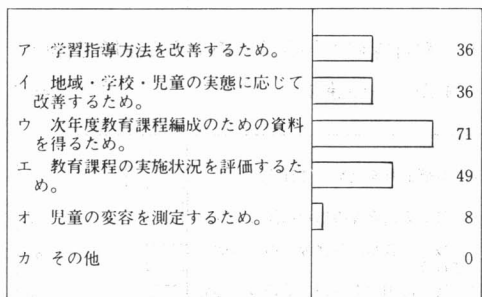 ア 学習指導方法を改善するため。 36
イ 地域・学校・児童の実態に応じて
改善するため。 36
ウ 次年度教育課程編成のための資料
を得るため。 71
エ 教育課程の実施状況を評価するた
め。 49
オ 児童の変容を測定するため。 8
カ その他 0